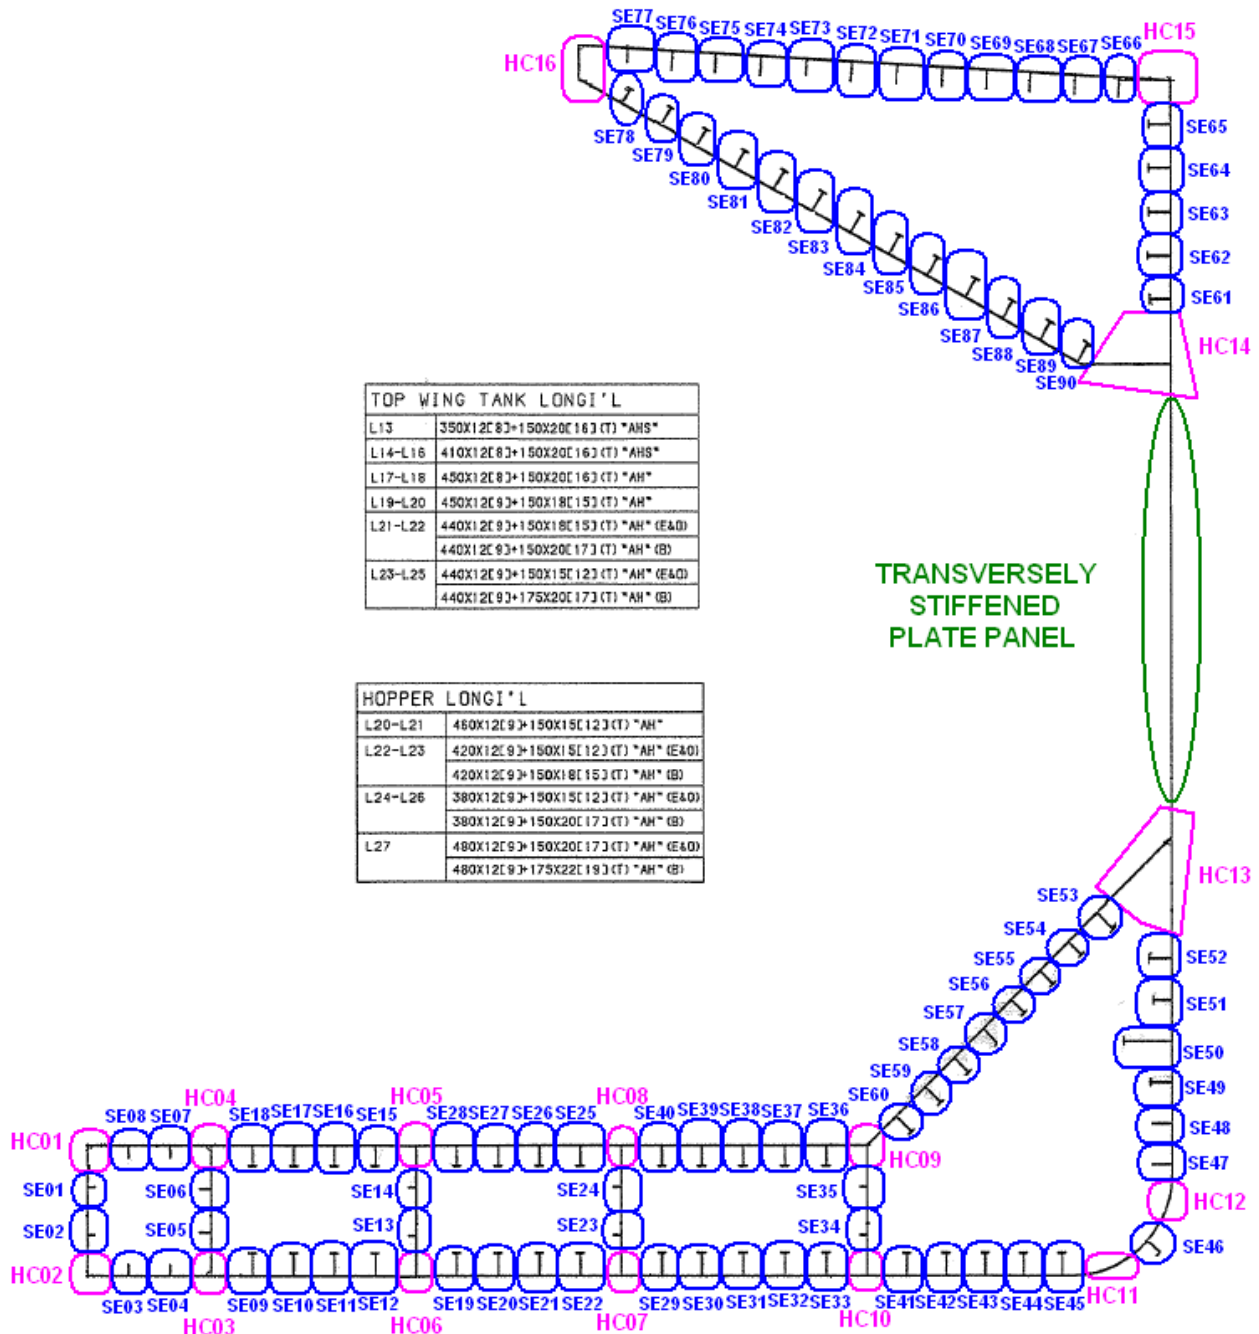 SE77 SE76 SE75 SE74 SE73 SE72 SE71 SE70 SE69 SE68 SE67 SE66
HC15
HC16
SE65
SE78
SE79
SE64
SE80
SE81
SE63
SE82
SE83
SE62
SE84
SE85
SE61
SE86
SE87
HC14
SE88
SE89
SE90
TOP WING TANK LONGI'L
L13 350X12[8]+150X20[16](T) "AHS"
L14-L16 410X12[8]+150X20[16](T) "AHS"
L17-L18 450X12[8]+150X20[16](T) "AH"
L19-L20 450X12[9]+150X18[15](T) "AH"
L21-L22 440X12[9]+150X18[15](T) "AH" (E&O)
440X12[9]+150X20[17](T) "AH" (B)
L23-L25 440X12[9]+150X15[12](T) "AH" (E&O)
440X12[9]+175X20[17](T) "AH" (B)
TRANSVERSELY
STIFFENED
PLATE PANEL
HOPPER LONGI'L
L20-L21 460X12[9]+150X15[12](T) "AH"
L22-L23 420X12[9]+150X15[12](T) "AH" (E&O)
420X12[9]+150X18[15](T) "AH" (B)
L24-L26 380X12[9]+150X15[12](T) "AH" (E&O)
380X12[9]+150X20[17](T) "AH" (B)
L27 480X12[9]+150X20[17](T) "AH" (E&O)
480X12[9]+175X22[19](T) "AH" (B)
HC13
SE53
SE54
SE55
SE52
SE56
SE51
SE57
SE58
SE50
SE59
SE49
SE60
SE48
HC01 SE08 SE07 HC04 SE18 SE17 SE16 SE15 HC05 SE28 SE27 SE26 SE25 HC08 SE40 SE39 SE38 SE37 SE36 HC09
SE47
SE01 SE06 SE14 SE24 SE35
HC12
SE02 SE05 SE13 SE23 SE34
SE46
HC02
HC11
SE03 SE04 SE09 SE10 SE11 SE12 SE19 SE20 SE21 SE22 SE29 SE30 SE31 SE32 SE33 SE41 SE42 SE43 SE44 SE45
HC03 HC06 HC07 HC10